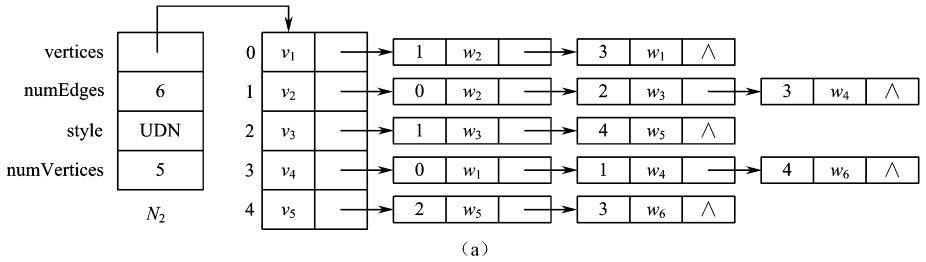 vertices 0 v₁ 1 w₂ 3 w₁ ∧
numEdges 6 1 v₂ 0 w₂ 2 w₃ 3 w₄ ∧
style UDN 2 v₃ 1 w₃ 4 w₅ ∧
numVertices 5 3 v₄ 0 w₁ 1 w₄ 4 w₆ ∧
N₂ 4 v₅ 2 w₅ 3 w₆ ∧
（a）